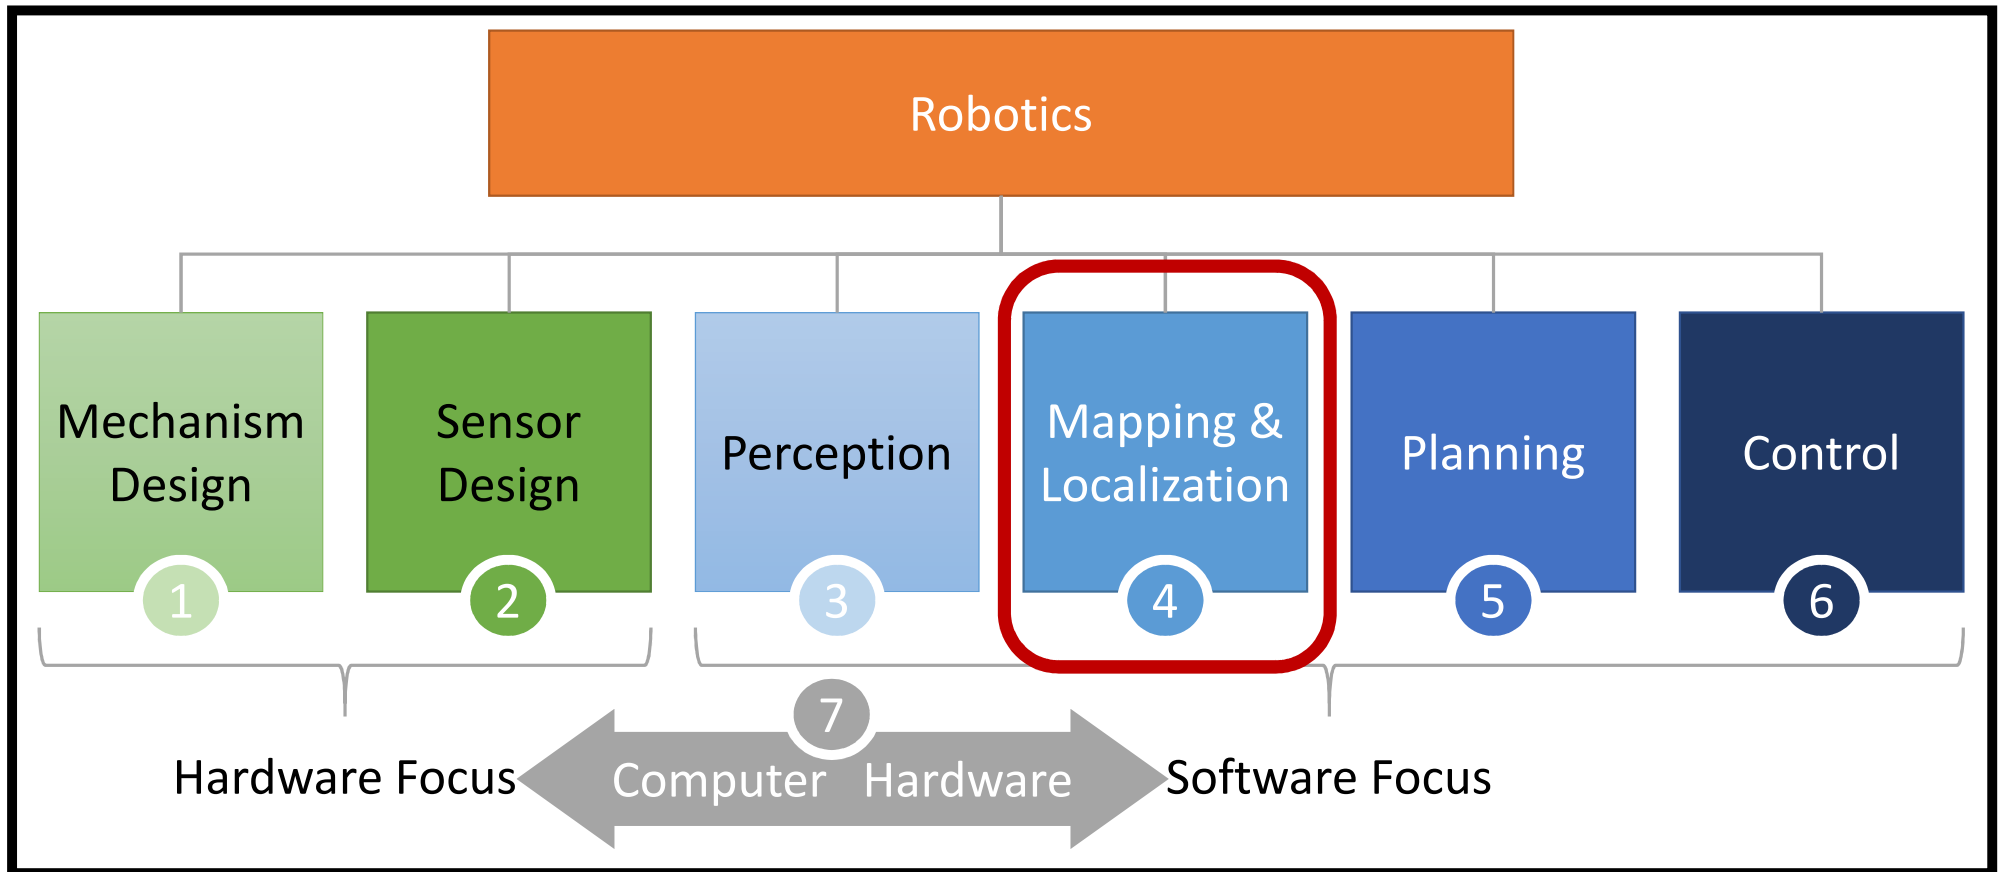 Robotics
Mechanism
Design
1
Sensor
Design
2
Perception
3
Mapping &
Localization
4
Planning
5
Control
6
7
Hardware Focus
Computer Hardware
Software Focus